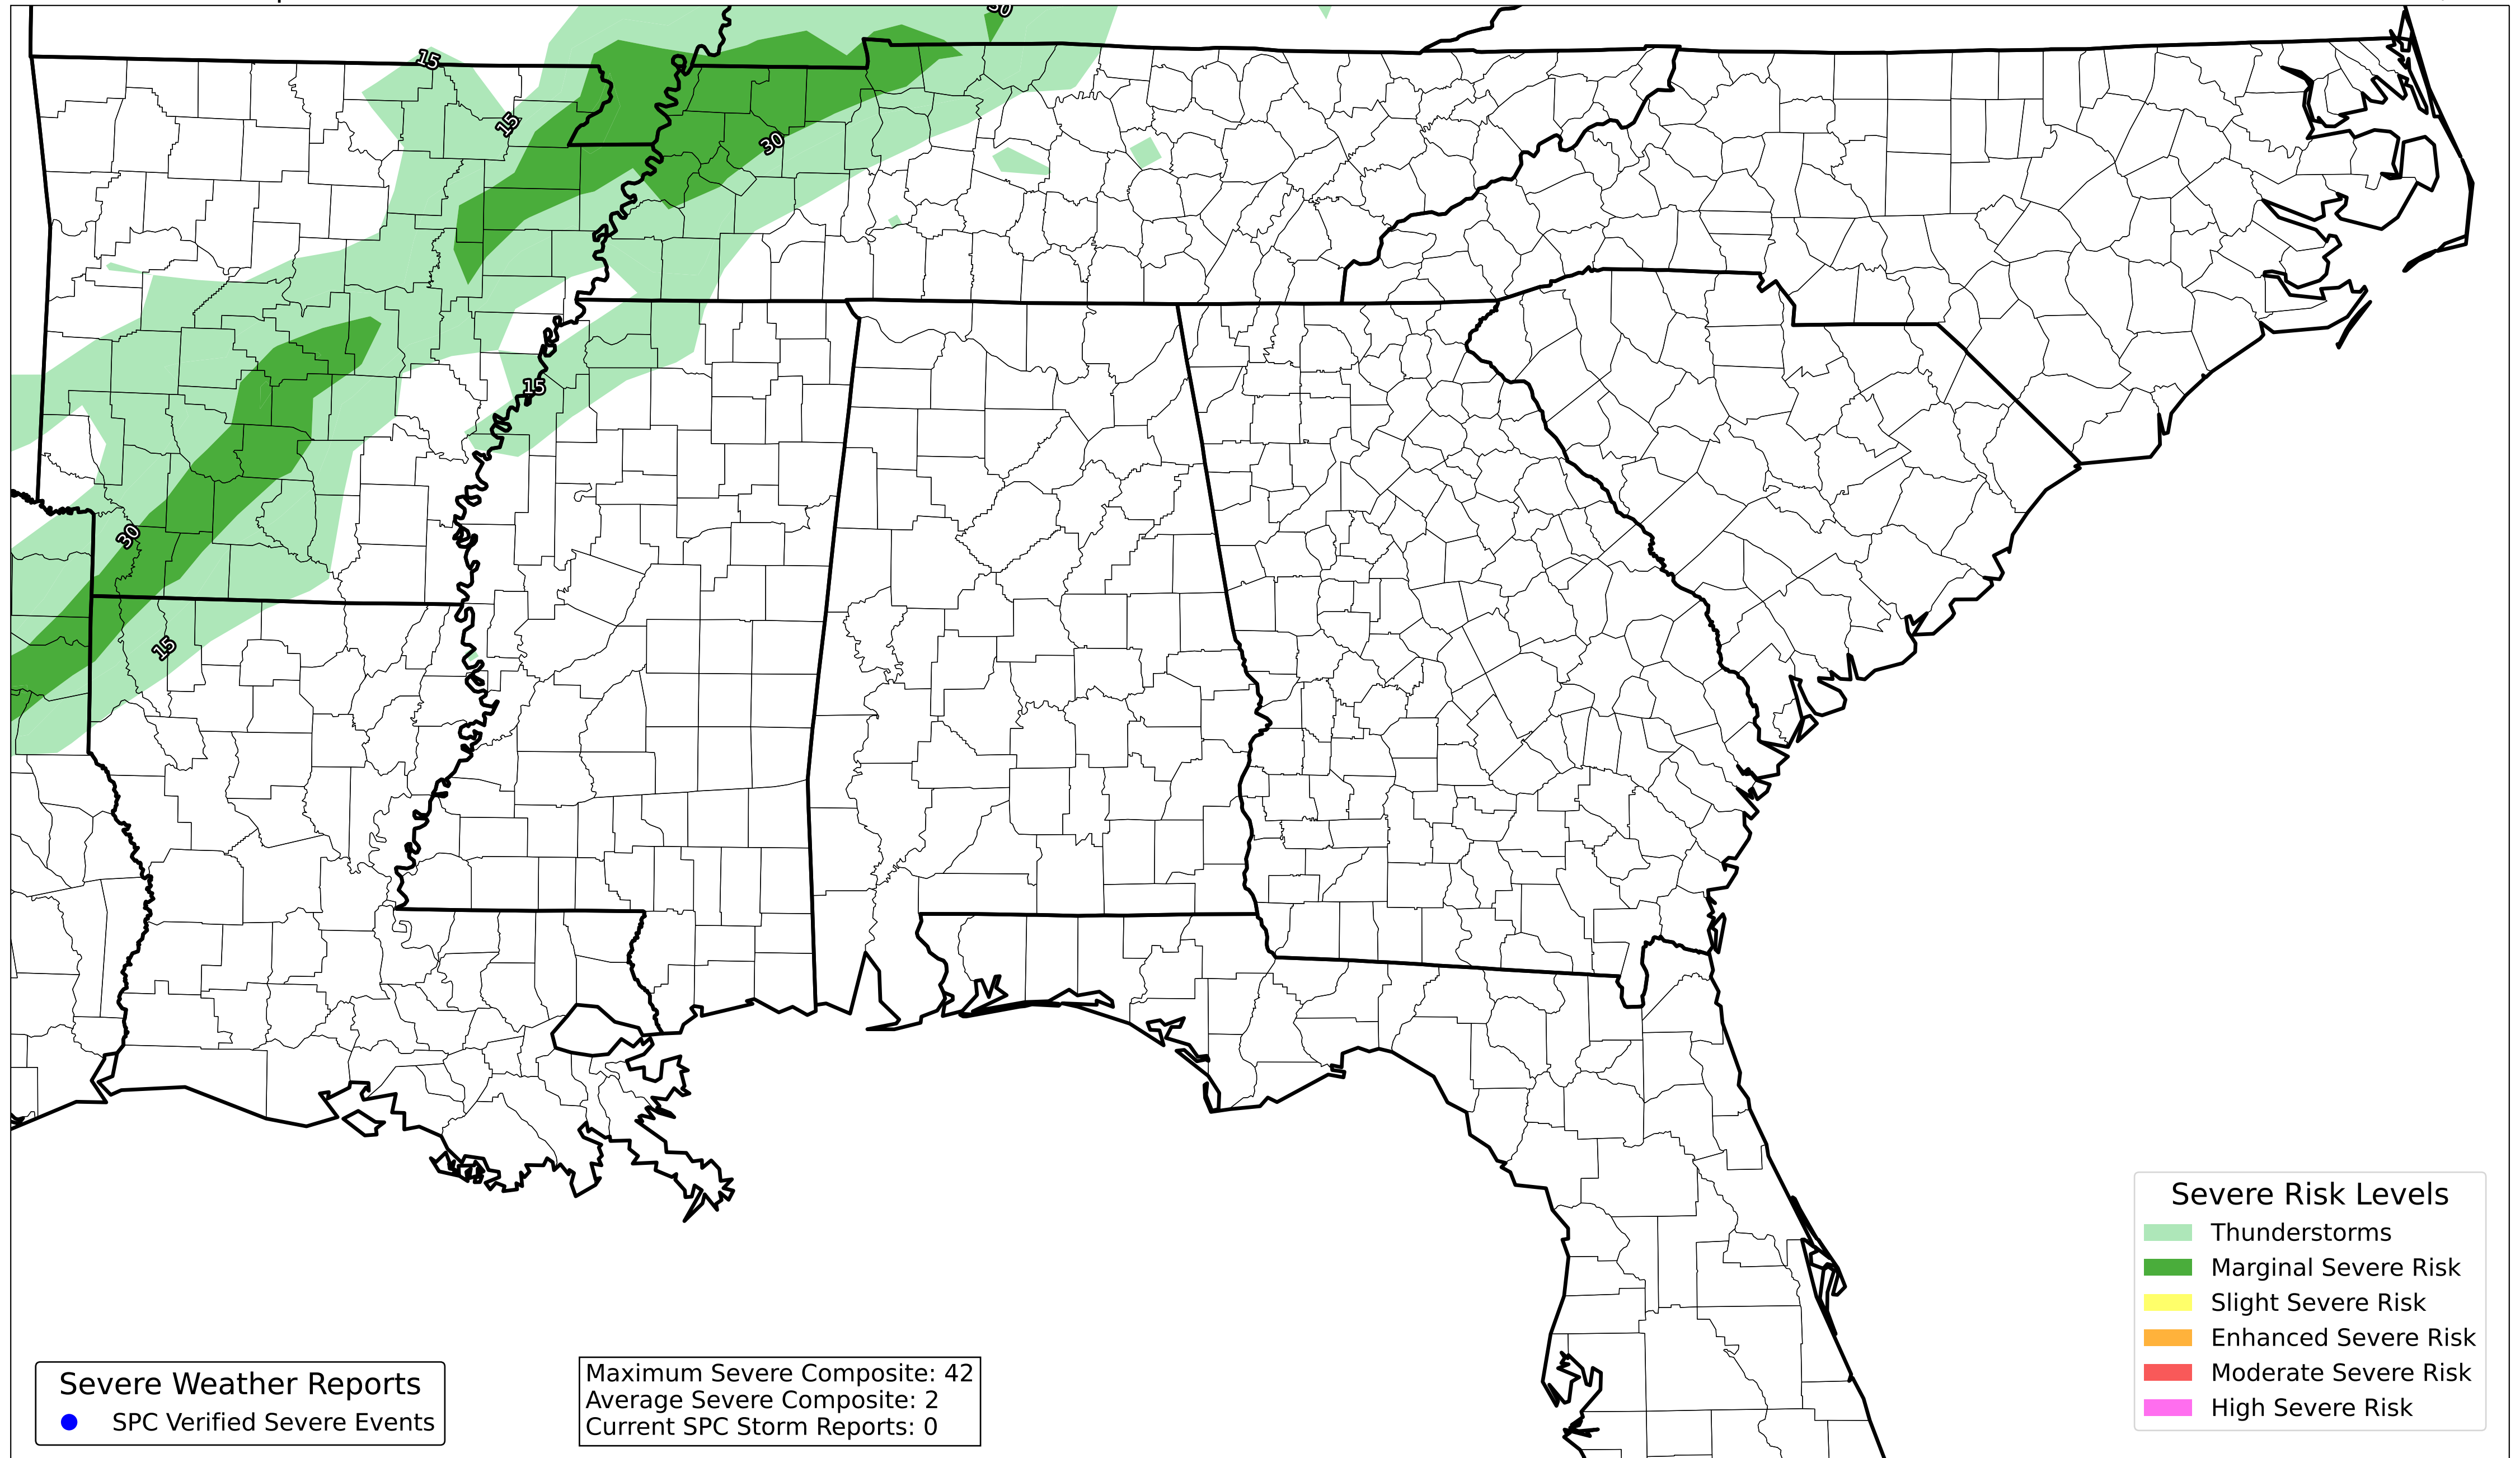 30
15
15
30
15
30
15
Severe Risk Levels
Thunderstorms
Marginal Severe Risk
Slight Severe Risk
Enhanced Severe Risk
Moderate Severe Risk
High Severe Risk
Severe Weather Reports
SPC Verified Severe Events
Maximum Severe Composite: 42
Average Severe Composite: 2
Current SPC Storm Reports: 0